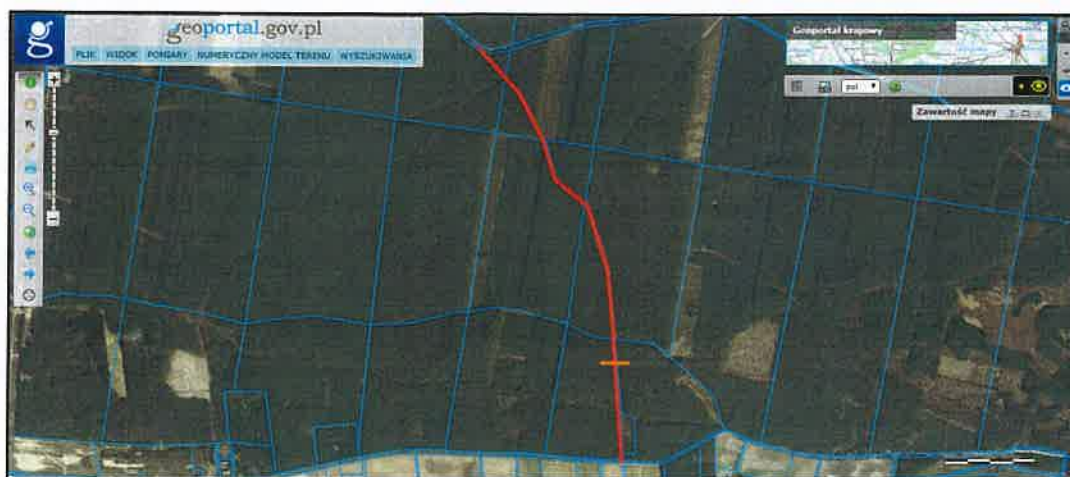 geoportal.gov.pl
PLIK WIDOK POMIARY NUMERYCZNY MODEL TERENU WYSZUKIWANIA
Geoportal krajowy
pol
Zawartość mapy